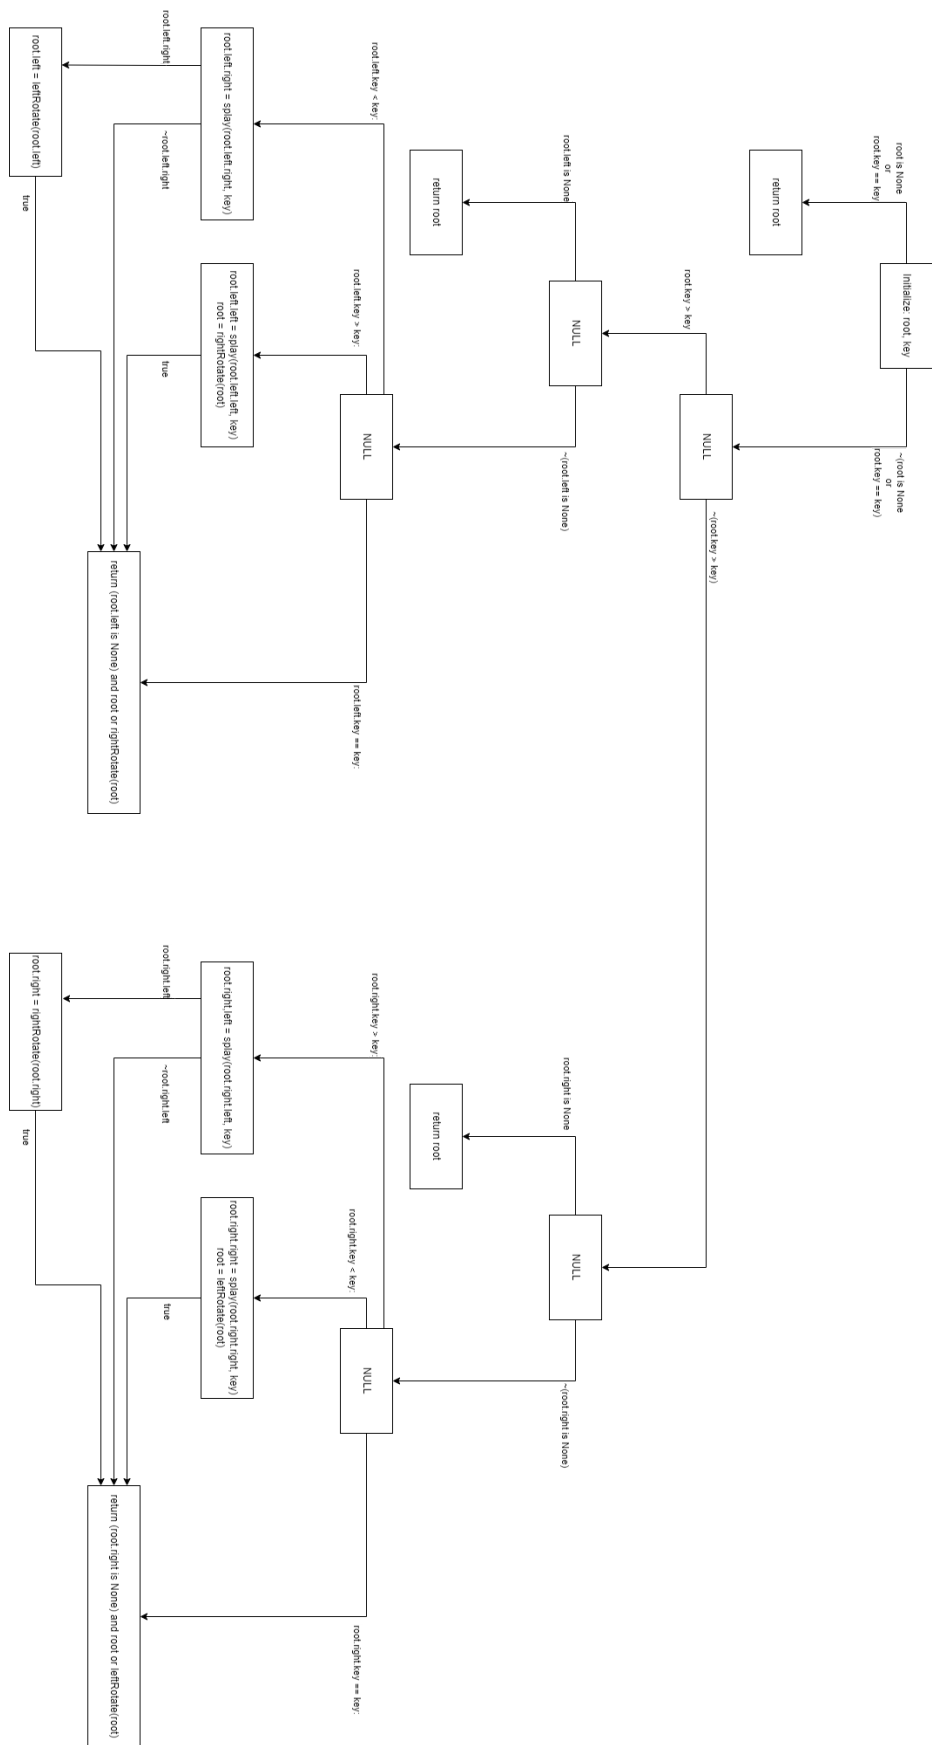 Initialize: root, key
root is None
or
root.key == key
~(root is None
or
root.key == key)
return root
NULL
root.key > key
~(root.key > key)
NULL
root.left is None
~(root.left is None)
return root
NULL
root.left.key < key:
root.left.key > key:
root.left.key == key:
root.left.right = splay(root.left.right, key)
root.left.left = splay(root.left.left, key)
root = rightRotate(root)
root.left.right
~root.left.right
true
root.left = leftRotate(root.left)
true
return (root.left is None) and root or rightRotate(root)
NULL
root.right is None
~(root.right is None)
return root
NULL
root.right.key > key:
root.right.key < key:
root.right.key == key:
root.right,left = splay(root.right.left, key)
root.right.right = splay(root.right.right, key)
root = leftRotate(root)
root.right.left
~root.right.left
true
root.right = rightRotate(root.right)
true
return (root.right is None) and root or leftRotate(root)